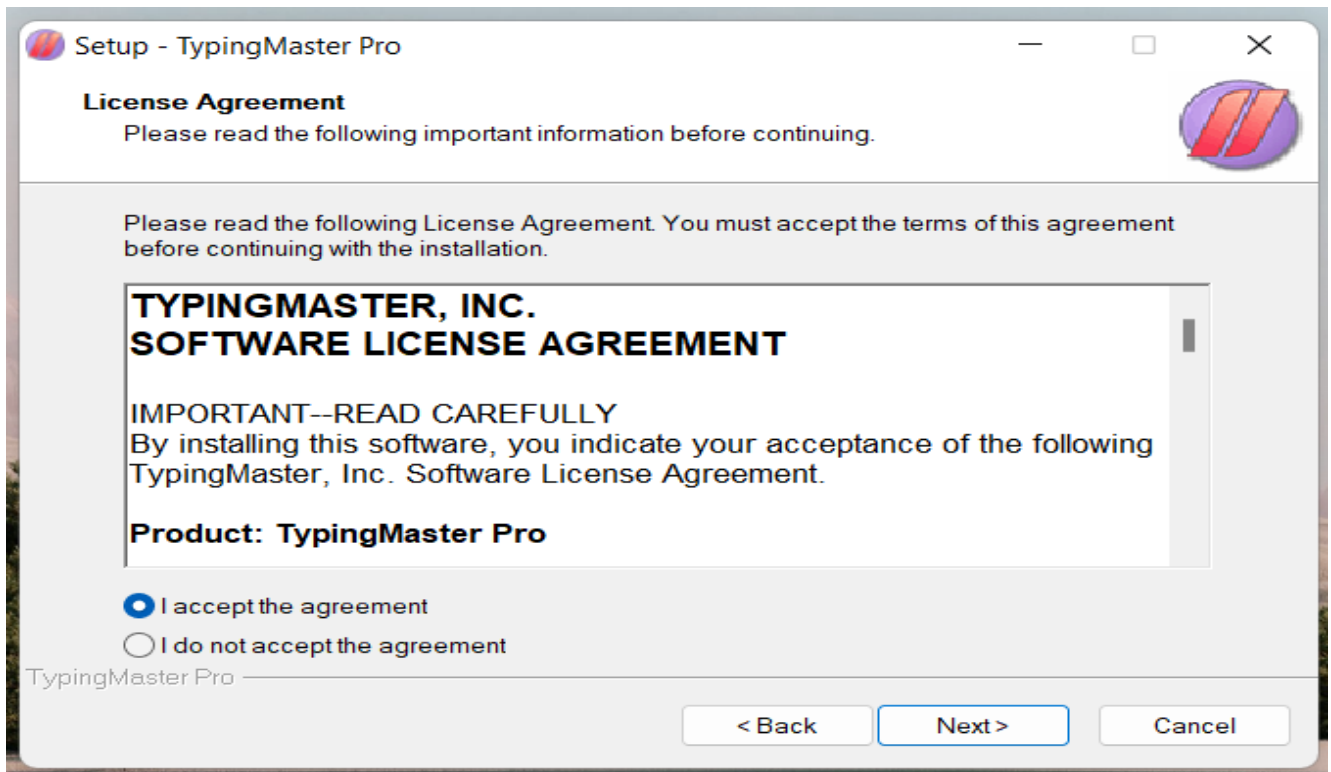 Setup - TypingMaster Pro
License Agreement
Please read the following important information before continuing.
Please read the following License Agreement. You must accept the terms of this agreement
before continuing with the installation.
TYPINGMASTER, INC.
SOFTWARE LICENSE AGREEMENT
IMPORTANT--READ CAREFULLY
By installing this software, you indicate your acceptance of the following
TypingMaster, Inc. Software License Agreement.
Product: TypingMaster Pro
I accept the agreement
I do not accept the agreement
TypingMaster Pro
< Back Next > Cancel